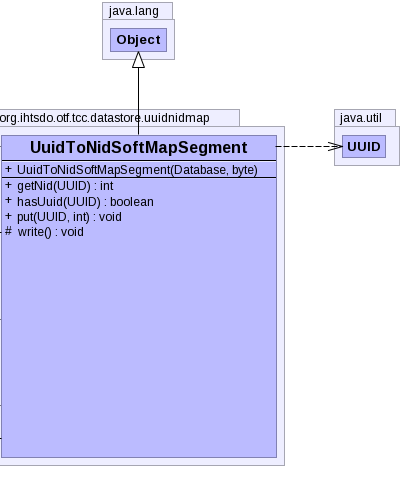 java.lang
Object
org.ihtsdo.otf.tcc.datastore.uuidnidmap
java.util
UuidToNidSoftMapSegment
UUID
+ UuidToNidSoftMapSegment(Database, byte)
+ getNid(UUID) : int
+ hasUuid(UUID) : boolean
+ put(UUID, int) : void
# write() : void